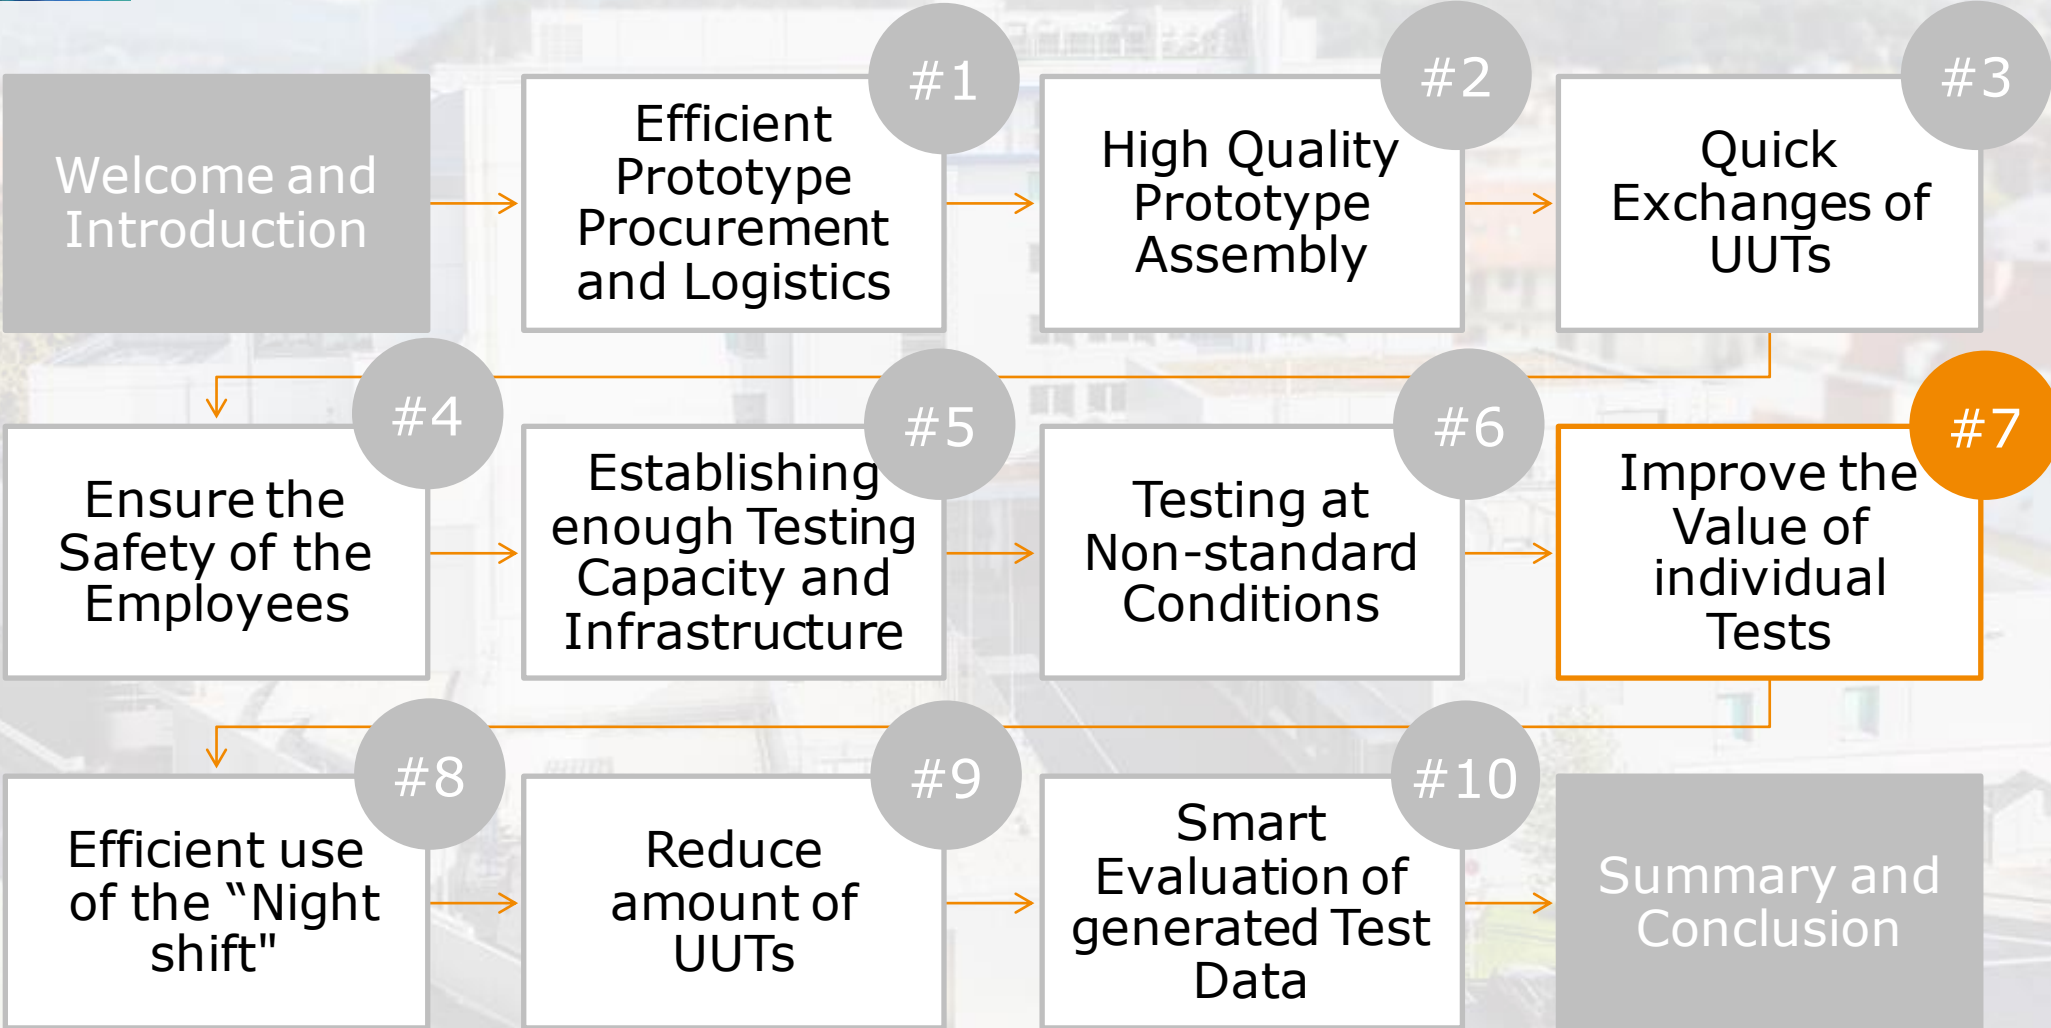 Welcome and
Introduction
#1
Efficient
Prototype
Procurement
and Logistics
#2
High Quality
Prototype
Assembly
#3
Quick
Exchanges of
UUTs
#4
Ensure the
Safety of the
Employees
#5
Establishing
enough Testing
Capacity and
Infrastructure
#6
Testing at
Non-standard
Conditions
#7
Improve the
Value of
individual
Tests
#8
Efficient use
of the “Night
shift"
#9
Reduce
amount of
UUTs
#10
Smart
Evaluation of
generated Test
Data
Summary and
Conclusion